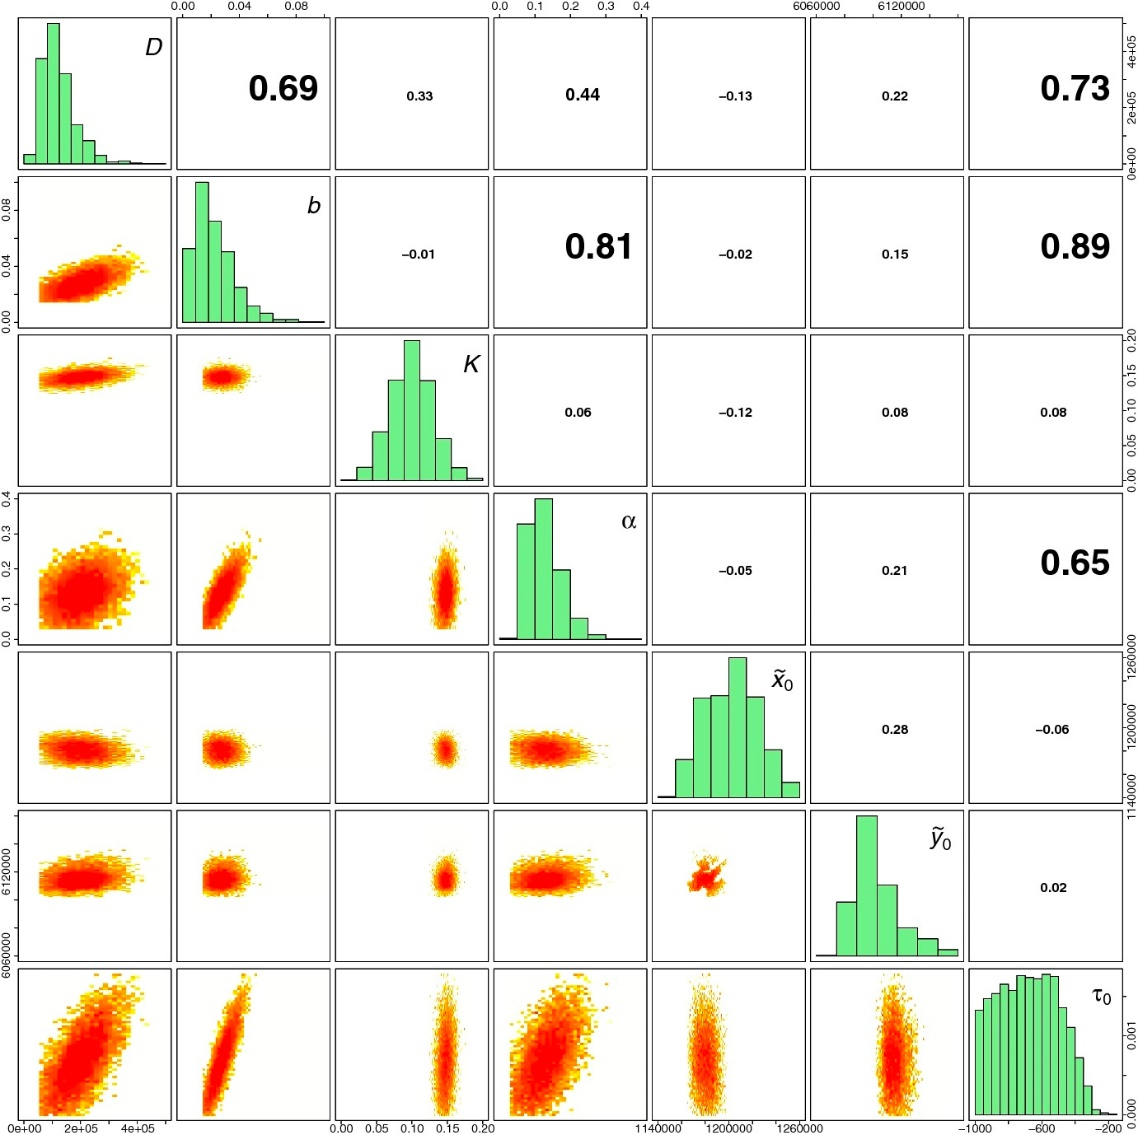 0.00 0.04 0.08 0.0 0.1 0.2 0.3 0.4 6060000 6120000
D 0.69 0.33 0.44 −0.13 0.22 0.73 0e+00 2e+05 4e+05
0.00 0.04 0.08 b −0.01 0.81 −0.02 0.15 0.89
K 0.06 −0.12 0.08 0.08 0.00 0.05 0.10 0.15 0.20
0.0 0.1 0.2 0.3 0.4 α −0.05 0.21 0.65
x̃0 0.28 −0.06 1140000 1200000 1260000
6060000 6120000 ỹ0 0.02
τ0 0.000 0.001
0e+00 2e+05 4e+05 0.00 0.05 0.10 0.15 0.20 1140000 1200000 1260000 −1000 −600 −200